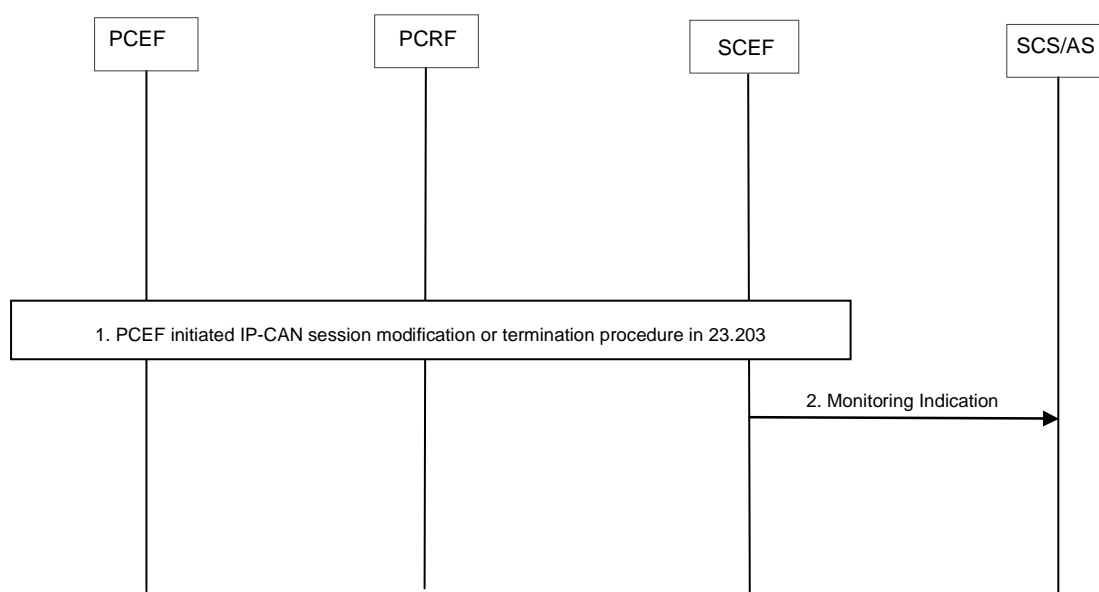 PCEF
PCRF
SCEF
SCS/AS
1. PCEF initiated IP-CAN session modification or termination procedure in 23.203
2. Monitoring Indication